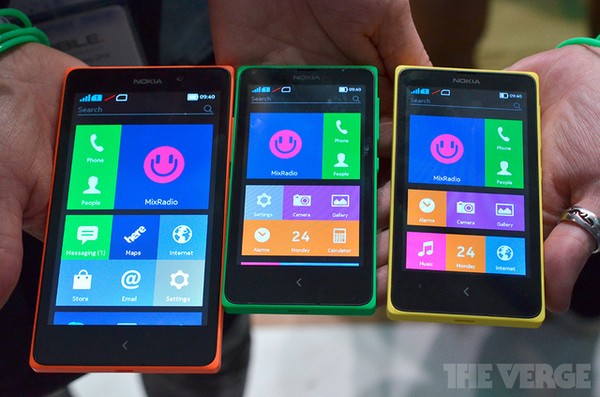 NOKIA
09:40
Search
Phone
People
MixRadio
Messaging (1)
here
Maps
Internet
Store
Email
Settings
NOKIA
09:40
Search
MixRadio
Phone
People
Settings
Camera
Gallery
Alarms
24
Monday
Calculator
NOKIA
09:40
Search
MixRadio
Phone
People
Alarms
Camera
Gallery
Music
24
Monday
Internet
THE VERGE